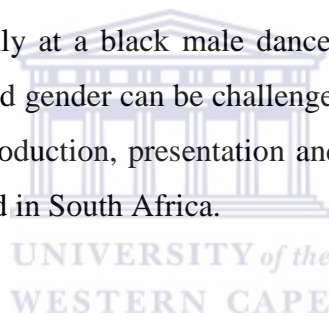 ly at a black male dance
d gender can be challenge
oduction, presentation and
d in South Africa.
UNIVERSITY of the
WESTERN CAPE